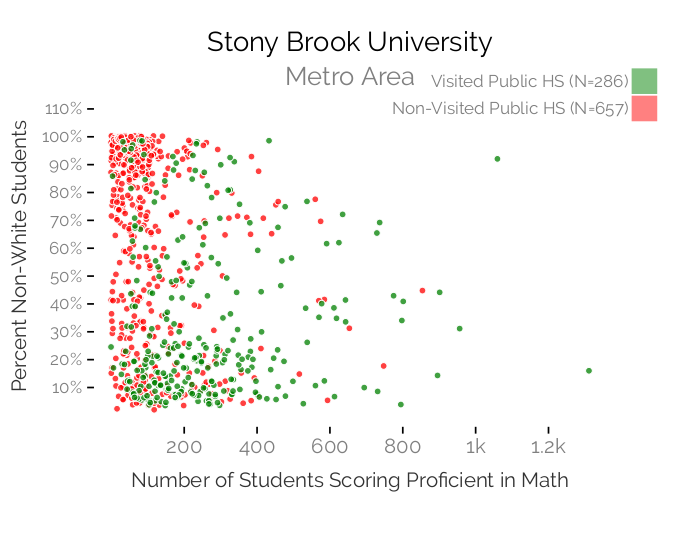 Stony Brook University
Metro Area
Visited Public HS (N=286)
Non-Visited Public HS (N=657)
Percent Non-White Students
110%
100%
90%
80%
70%
60%
50%
40%
30%
20%
10%
200
400
600
800
1k
1.2k
Number of Students Scoring Proficient in Math